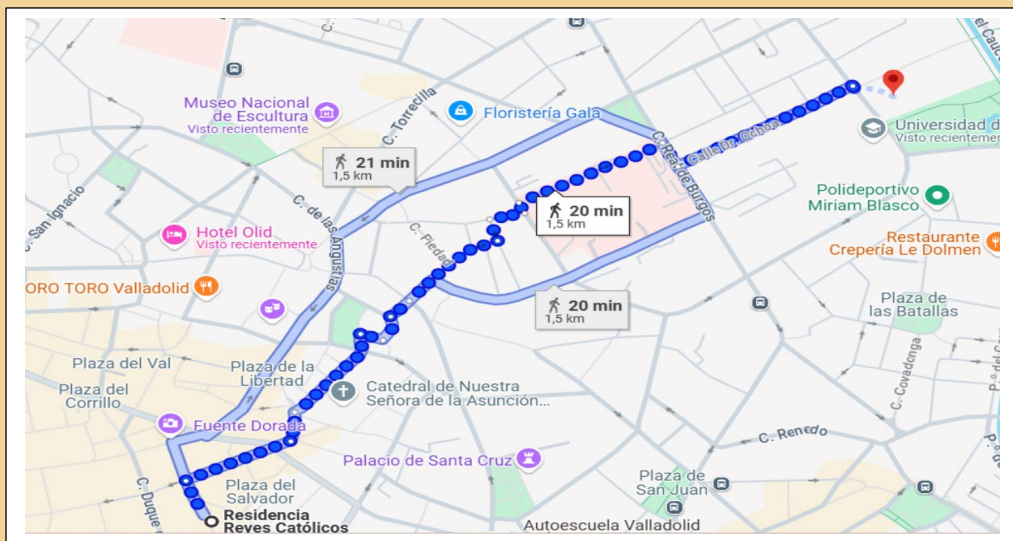 Museo Nacional
de Escultura
Visto recientemente
C. Torrecilla
Floristería Gala
C. Real de Burgos
Calle Dr. Ochoa
Universidad d
Visto recientemente
21 min
1,5 km
C. San Ignacio
C. de las Angustias
Hotel Olid
Visto recientemente
C. Piedad
20 min
1,5 km
Polideportivo
Miriam Blasco
Restaurante
Crepería Le Dolmen
ORO TORO Valladolid
20 min
1,5 km
Plaza de
las Batallas
Plaza del Val
Plaza de la
Libertad
Plaza del
Corrillo
Catedral de Nuestra
Señora de la Asunción...
C. Covadonga
Fuente Dorada
C. Renedo
Palacio de Santa Cruz
Plaza de
San Juan
C. Duque
Plaza del
Salvador
Residencia
Reyes Católicos
Autoescuela Valladolid